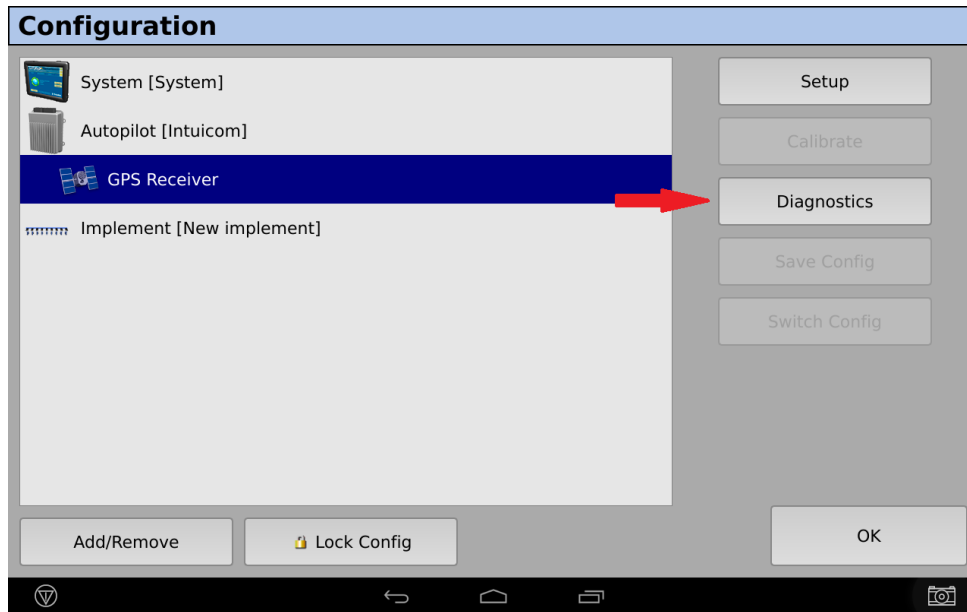 Configuration
System [System]
Autopilot [Intuicom]
GPS Receiver
Implement [New implement]
Setup
Calibrate
Diagnostics
Save Config
Switch Config
Add/Remove
Lock Config
OK